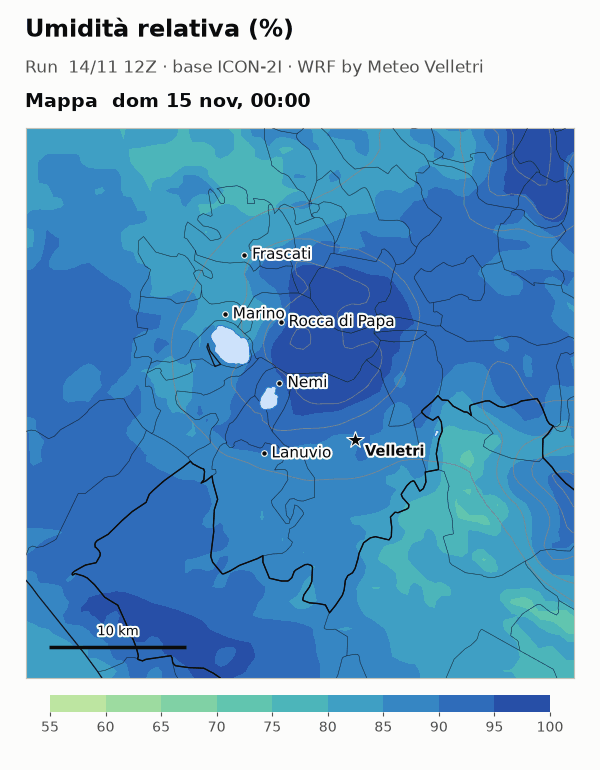 Umidità relativa (%)
Run  14/11 12Z · base ICON-2I · WRF by Meteo Velletri
Mappa  dom 15 nov, 00:00
Frascati
Marino
Rocca di Papa
Nemi
Velletri
Lanuvio
10 km
55 60 65 70 75 80 85 90 95 100